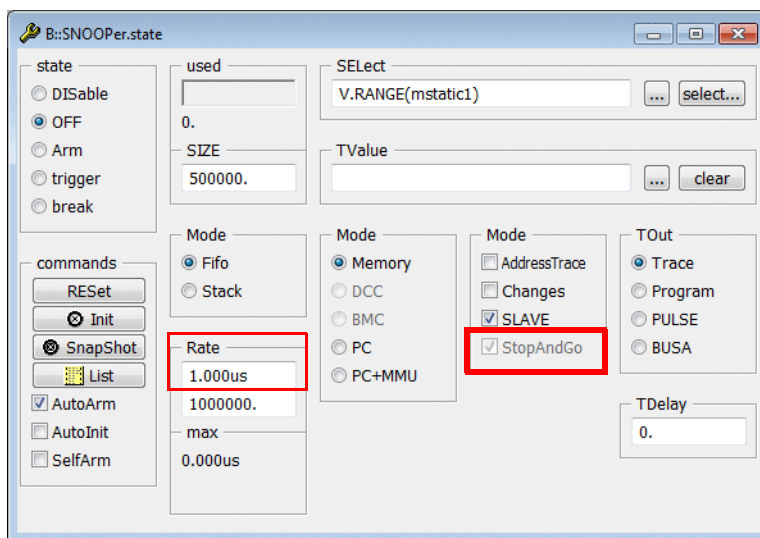 B::SNOOPer.state
state
DISable
OFF
Arm
trigger
break
used
0.
SIZE
500000.
SELect
V.RANGE(mstatic1)
...
select...
TValue
...
clear
commands
RESet
Init
SnapShot
List
AutoArm
AutoInit
SelfArm
Mode
Fifo
Stack
Rate
1.000us
1000000.
max
0.000us
Mode
Memory
DCC
BMC
PC
PC+MMU
Mode
AddressTrace
Changes
SLAVE
StopAndGo
TOut
Trace
Program
PULSE
BUSA
TDelay
0.